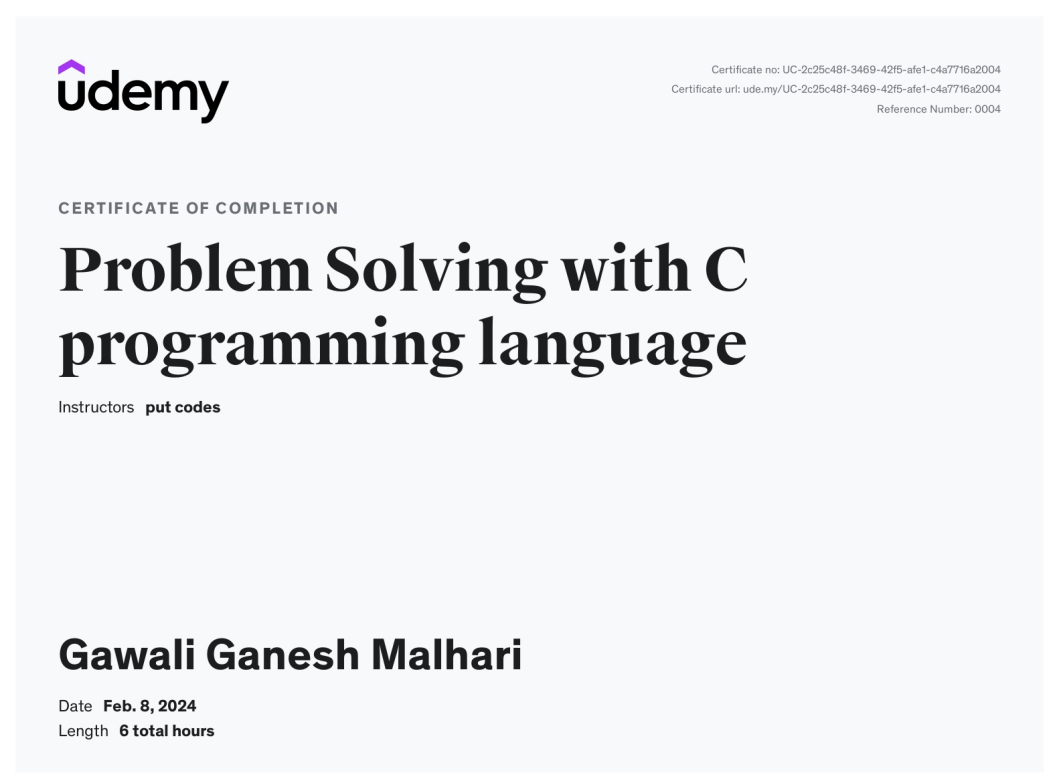 udemy
Certificate no: UC-2c25c48f-3469-42f5-afe1-c4a7716a2004
Certificate url: ude.my/UC-2c25c48f-3469-42f5-afe1-c4a7716a2004
Reference Number: 0004
CERTIFICATE OF COMPLETION
Problem Solving with C
programming language
Instructors put codes
Gawali Ganesh Malhari
Date Feb. 8, 2024
Length 6 total hours